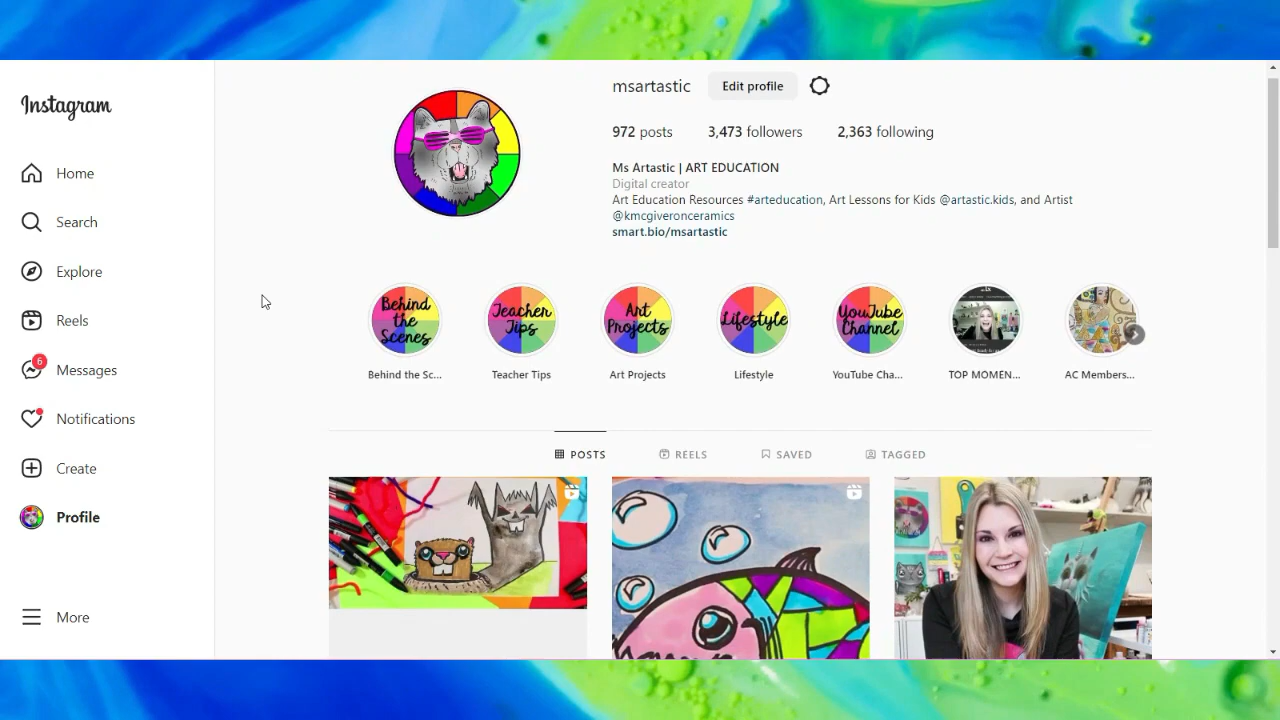 Instagram
Home
Search
Explore
Reels
6
Messages
Notifications
Create
Profile
More
msartastic
Edit profile
972 posts 3,473 followers 2,363 following
Ms Artastic | ART EDUCATION
Digital creator
Art Education Resources #arteducation, Art Lessons for Kids @artastic.kids, and Artist
@kmcgiveronceramics
smart.bio/msartastic
Behind
the
Scenes
Teacher
Tips
Art
Projects
Lifestyle
YouTube
Channel
Behind the Sc...
Teacher Tips
Art Projects
Lifestyle
YouTube Cha...
TOP MOMEN...
AC Members...
POSTS
REELS
SAVED
TAGGED